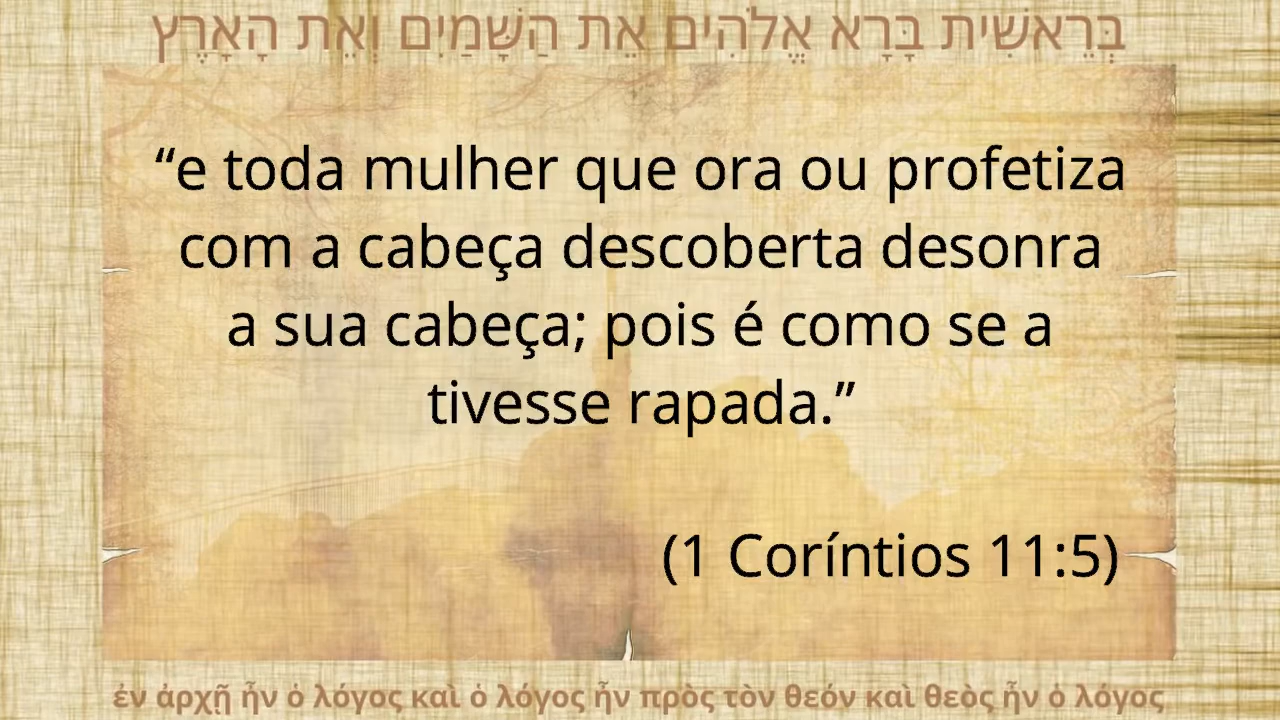 בְּרֵאשִׁית בָּרָא אֱלֹהִים אֵת הַשָּׁמַיִם וְאֵת הָאָרֶץ
“e toda mulher que ora ou profetiza
com a cabeça descoberta desonra
a sua cabeça; pois é como se a
tivesse rapada.”
(1 Coríntios 11:5)
ἐν ἀρχῇ ἦν ὁ λόγος καὶ ὁ λόγος ἦν πρὸς τὸν θεόν καὶ θεὸς ἦν ὁ λόγος